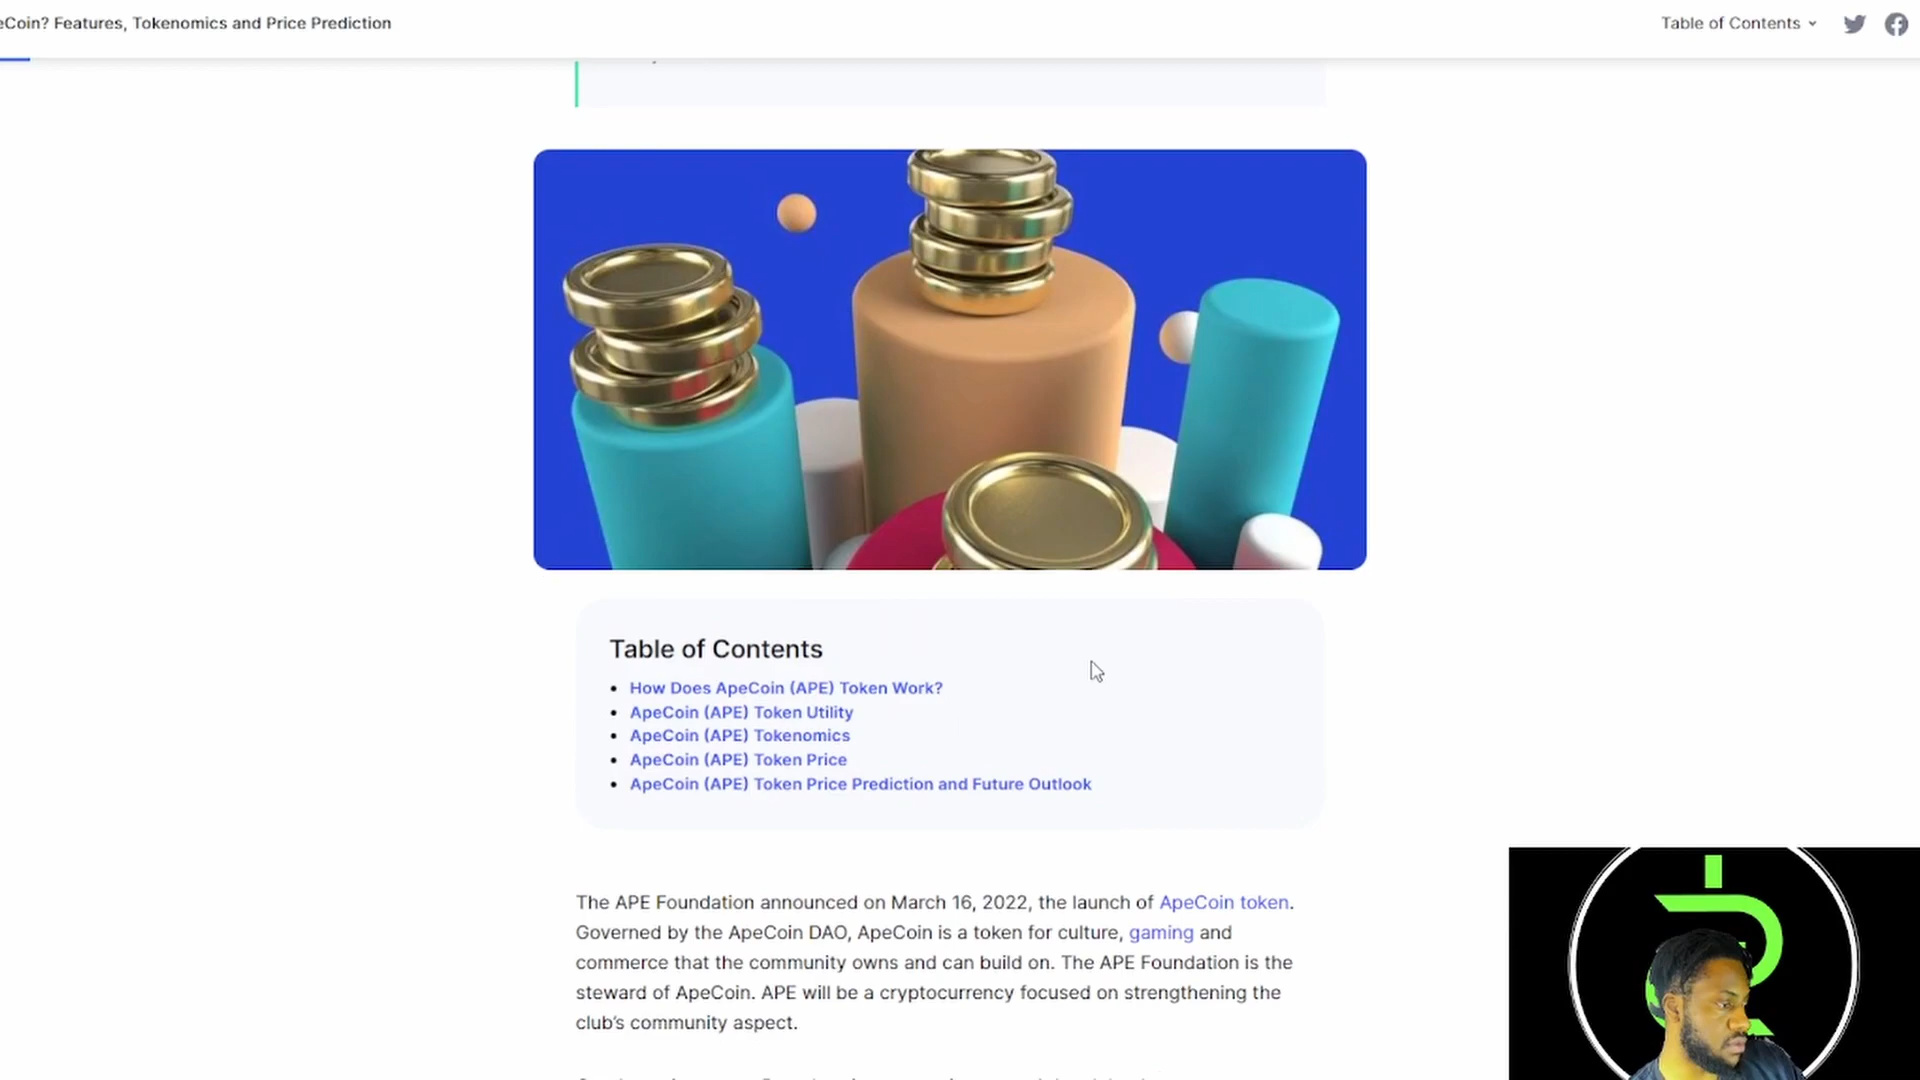 eCoin? Features, Tokenomics and Price Prediction
Table of Contents
Table of Contents
How Does ApeCoin (APE) Token Work?
ApeCoin (APE) Token Utility
ApeCoin (APE) Tokenomics
ApeCoin (APE) Token Price
ApeCoin (APE) Token Price Prediction and Future Outlook
The APE Foundation announced on March 16, 2022, the launch of ApeCoin token.
Governed by the ApeCoin DAO, ApeCoin is a token for culture, gaming and
commerce that the community owns and can build on. The APE Foundation is the
steward of ApeCoin. APE will be a cryptocurrency focused on strengthening the
club's community aspect.